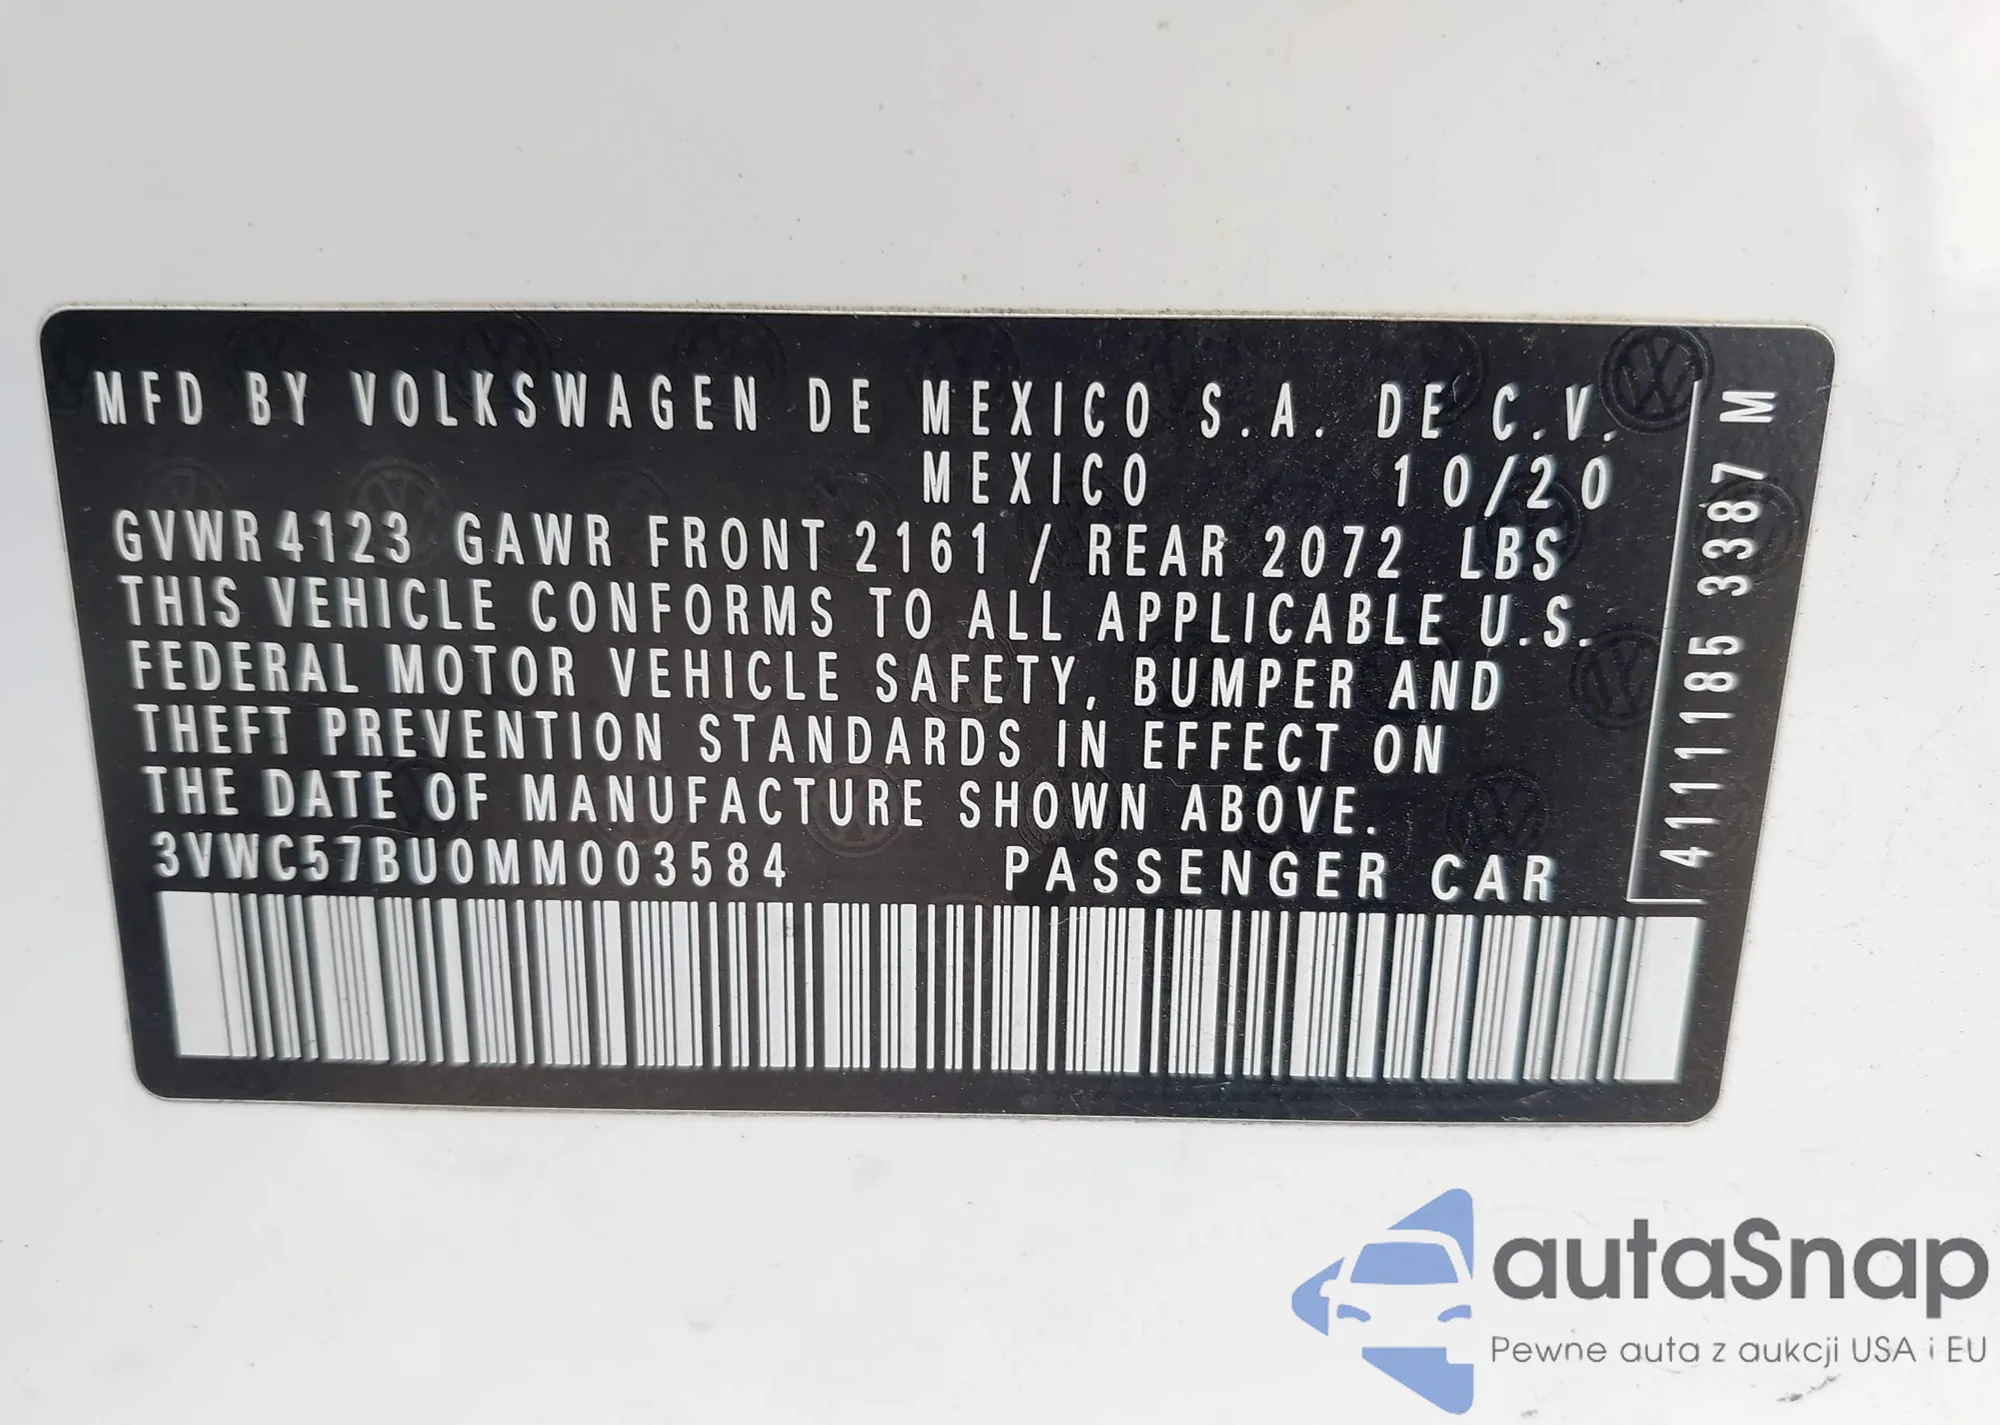 MFD BY VOLKSWAGEN DE MEXICO S.A. DE C.V.
MEXICO 10/20
GVWR 4123 GAWR FRONT 2161 / REAR 2072 LBS
THIS VEHICLE CONFORMS TO ALL APPLICABLE U.S.
FEDERAL MOTOR VEHICLE SAFETY, BUMPER AND
THEFT PREVENTION STANDARDS IN EFFECT ON
THE DATE OF MANUFACTURE SHOWN ABOVE.
3VWC57BU0MM003584 PASSENGER CAR
4111185 3387 M
autaSnap
Pewne auta z aukcji USA i EU